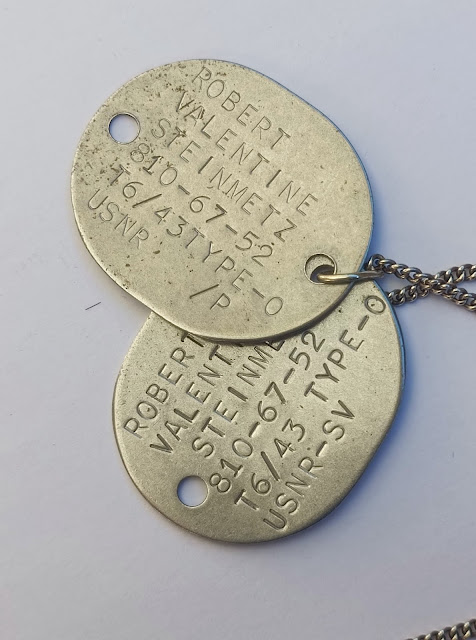 ROBERT
VALENTINE
STEINMETZ
810-67-52
T6/43TYPE-O
USNR /P
ROBERT
VALENT
STEINME
810-67-52
T6/43 TYPE-O
USNR-SV